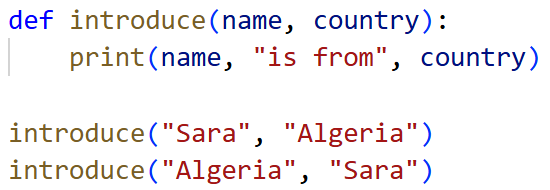 def introduce(name, country):
    print(name, "is from", country)
introduce("Sara", "Algeria")
introduce("Algeria", "Sara")